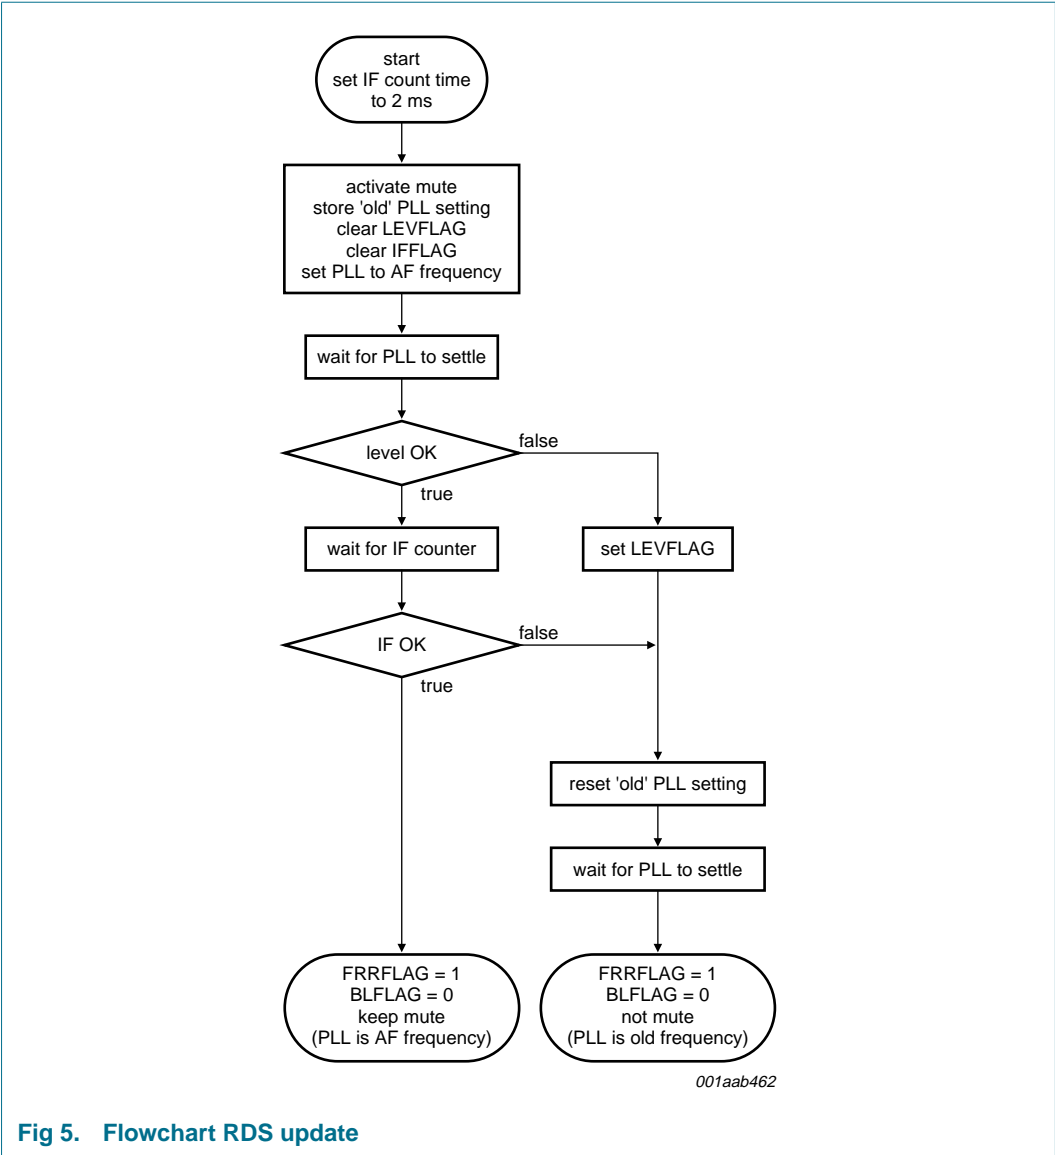 start
set IF count time
to 2 ms
activate mute
store 'old' PLL setting
clear LEVFLAG
clear IFFLAG
set PLL to AF frequency
wait for PLL to settle
level OK
false
true
wait for IF counter
set LEVFLAG
IF OK
false
true
reset 'old' PLL setting
wait for PLL to settle
FRRFLAG = 1
BLFLAG = 0
keep mute
(PLL is AF frequency)
FRRFLAG = 1
BLFLAG = 0
not mute
(PLL is old frequency)
001aab462
Fig 5. Flowchart RDS update